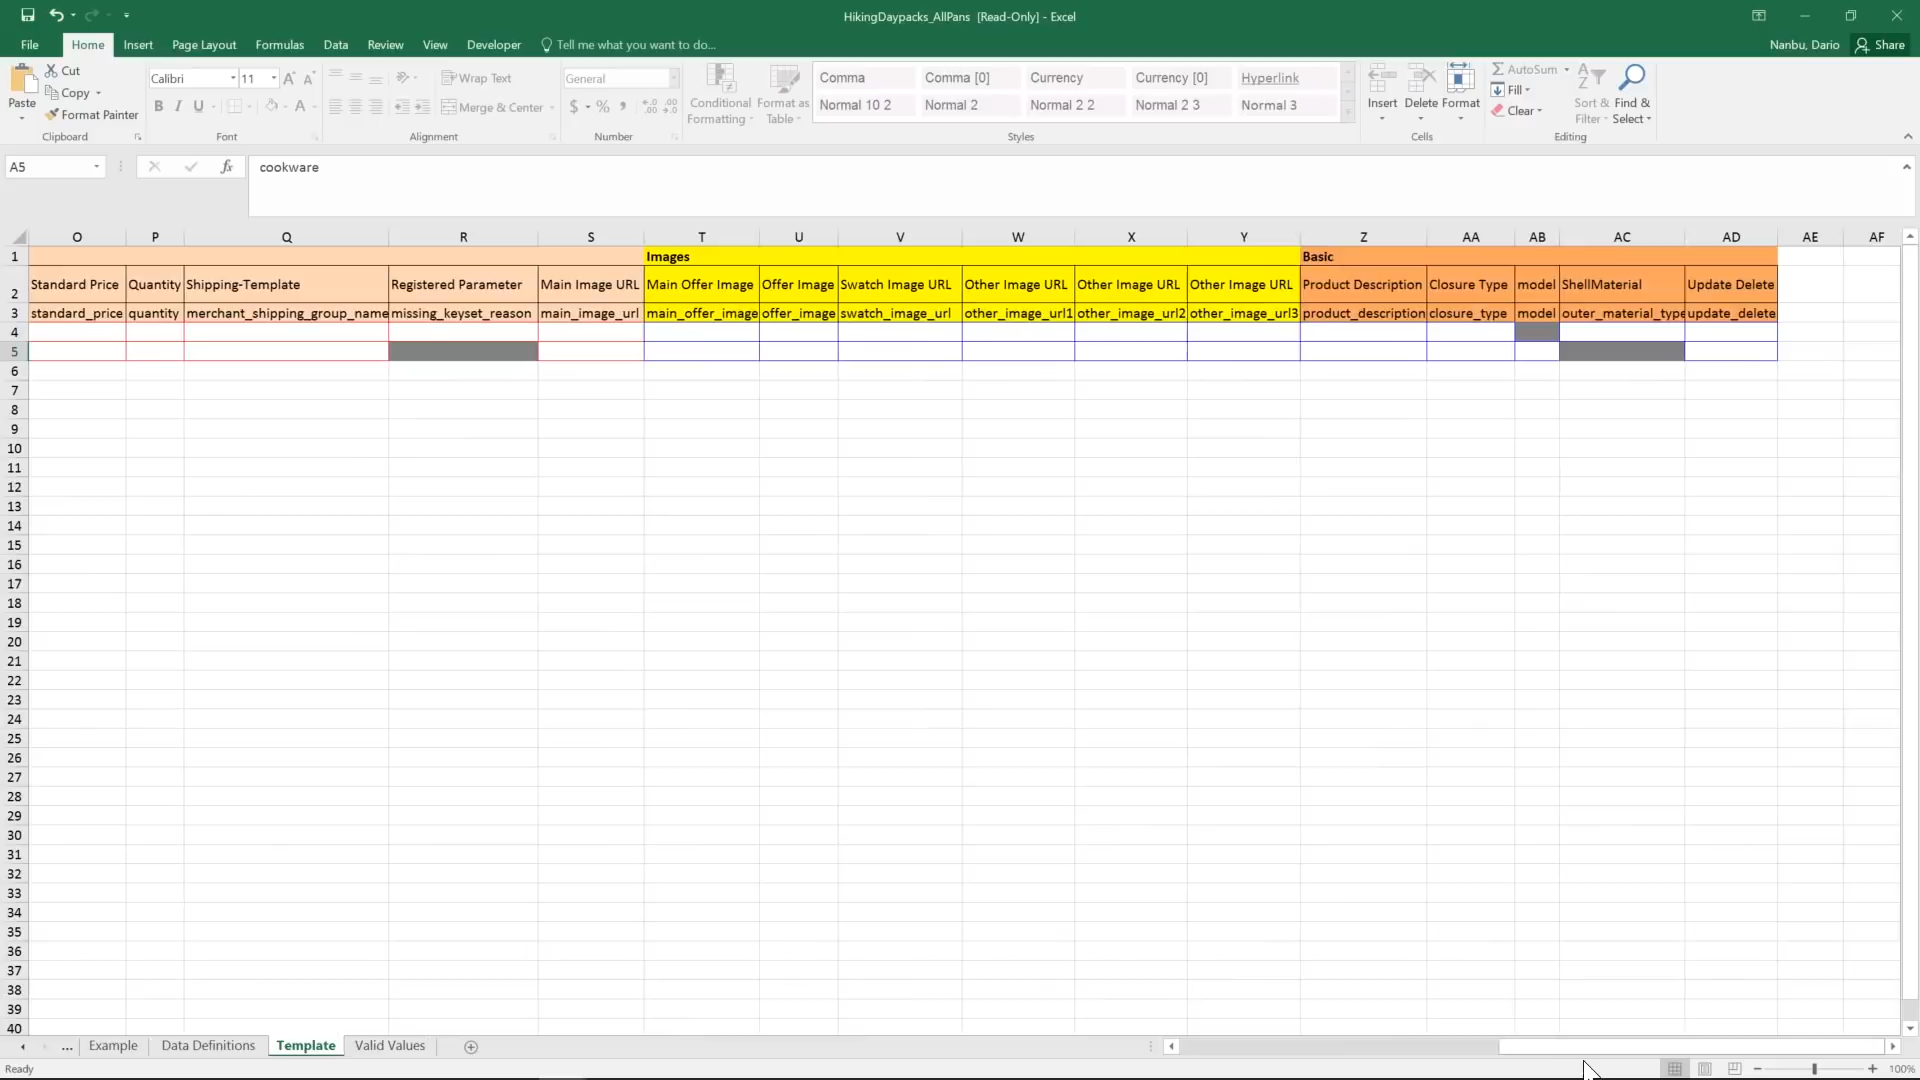 HikingDaypacks_AllPans [Read-Only] - Excel
File Home Insert Page Layout Formulas Data Review View Developer Tell me what you want to do... Nanbu, Dario Share
Paste Cut Copy Format Painter Clipboard
Calibri 11 A A B I U A Font
Wrap Text Merge & Center Alignment
General $ % , Number
Conditional Formatting Format as Table
Comma Comma [0] Currency Currency [0] Hyperlink
Normal 10 2 Normal 2 Normal 2 2 Normal 2 3 Normal 3
Styles
Insert Delete Format Cells
AutoSum Fill Clear Sort & Filter Find & Select Editing
A5 fx cookware
O P Q R S T U V W X Y Z AA AB AC AD AE AF
1 Images Basic
2 Standard Price Quantity Shipping-Template Registered Parameter Main Image URL Main Offer Image Offer Image Swatch Image URL Other Image URL Other Image URL Other Image URL Product Description Closure Type model ShellMaterial Update Delete
3 standard_price quantity merchant_shipping_group_name missing_keyset_reason main_image_url main_offer_image offer_image swatch_image_url other_image_url1 other_image_url2 other_image_url3 product_description closure_type model outer_material_type update_delete
4
5
6
7
8
9
10
11
12
13
14
15
16
17
18
19
20
21
22
23
24
25
26
27
28
29
30
31
32
33
34
35
36
37
38
39
40
... Example Data Definitions Template Valid Values
Ready 100%